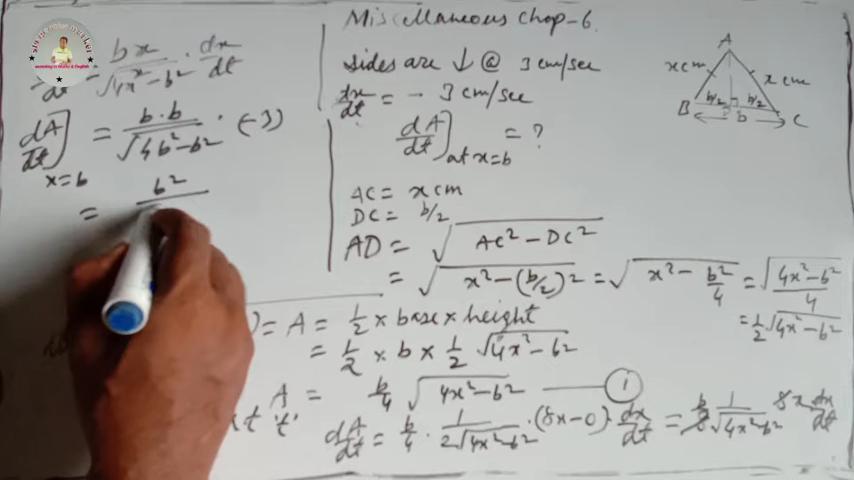 Miscellaneous Chap-6.
sides are ↓ @ 3 cm/sec
dx/dt = - 3 cm/sec
dA/dt]at x=b = ?
AC = x cm
DC = b/2
AD = √(AC² - DC²)
= √(x² - (b/2)²) = √(x² - b²/4) = √((4x² - b²)/4)
= 1/2 √(4x² - b²)
= A = 1/2 × base × height
= 1/2 × b × 1/2 √(4x² - b²)
A = b/4 √(4x² - b²) —— ①
't'
dA/dt = b/4 · 1/(2√(4x² - b²)) · (8x - 0) dx/dt = b/8 1/√(4x² - b²) 8x dx/dt
dt = bx/√(4x² - b²) · dx/dt
dA/dt]x=b = b·b/√(4b² - b²) · (-3)
= b²
A
x cm
x cm
B
b/2
b/2
b
C